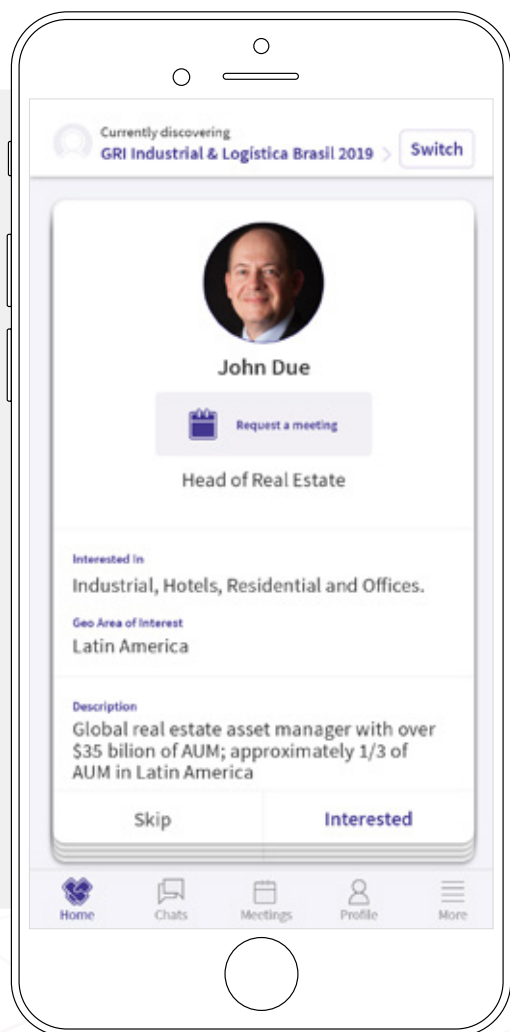 Currently discovering
GRI Industrial & Logística Brasil 2019 >
Switch
John Due
Request a meeting
Head of Real Estate
Interested In
Industrial, Hotels, Residential and Offices.
Geo Area of Interest
Latin America
Description
Global real estate asset manager with over
$35 bilion of AUM; approximately 1/3 of
AUM in Latin America
Skip
Interested
Home
Chats
Meetings
Profile
More